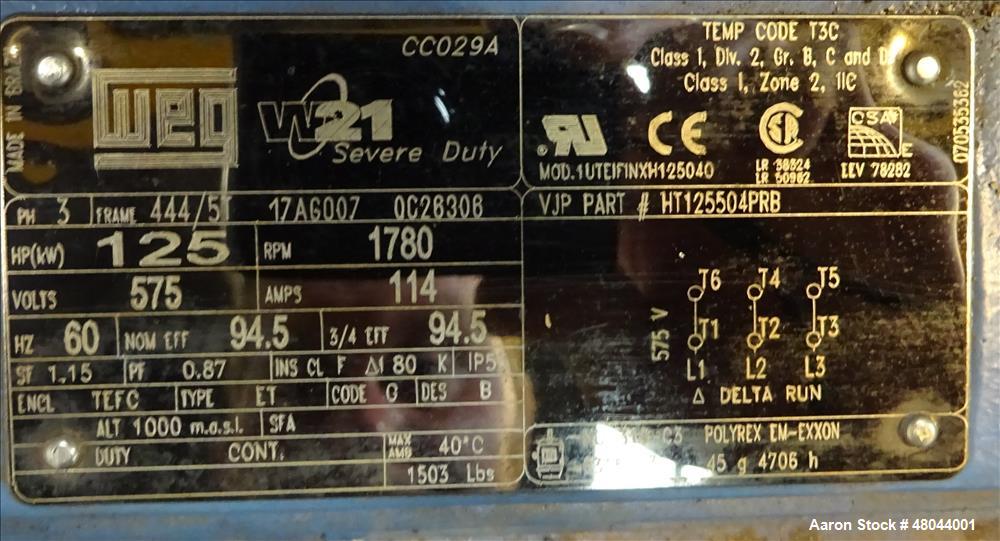 CC029A
MADE IN
WEG
W21
Severe Duty
TEMP CODE T3C
Class I, Div. 2, Gr. B, C and D
Class I, Zone 2, IIC
CE
CSA
MOD.1UTEIFINXH125040
LR 38324
LR 50962
EEV 78282
070535362
PH 3 FRAME 444/5T 17AG007 0C26306
VJP PART # HT125504PRB
HP(kW) 125 RPM 1780
VOLTS 575 AMPS 114
HZ 60 NOM EFF 94.5 3/4 EFF 94.5
SF 1.15 PF 0.87 INS CL F Δt 80 K
ENCL TEFC TYPE ET CODE G DES B
ALT 1000 m.a.s.l. SFA
DUTY CONT. MAX AMB 40°C
1503 Lbs
575 V
T6 T4 T5
T1 T2 T3
L1 L2 L3
Δ DELTA RUN
POLYREX EM-EXXON
45 g 4706 h
Aaron Stock # 48044001